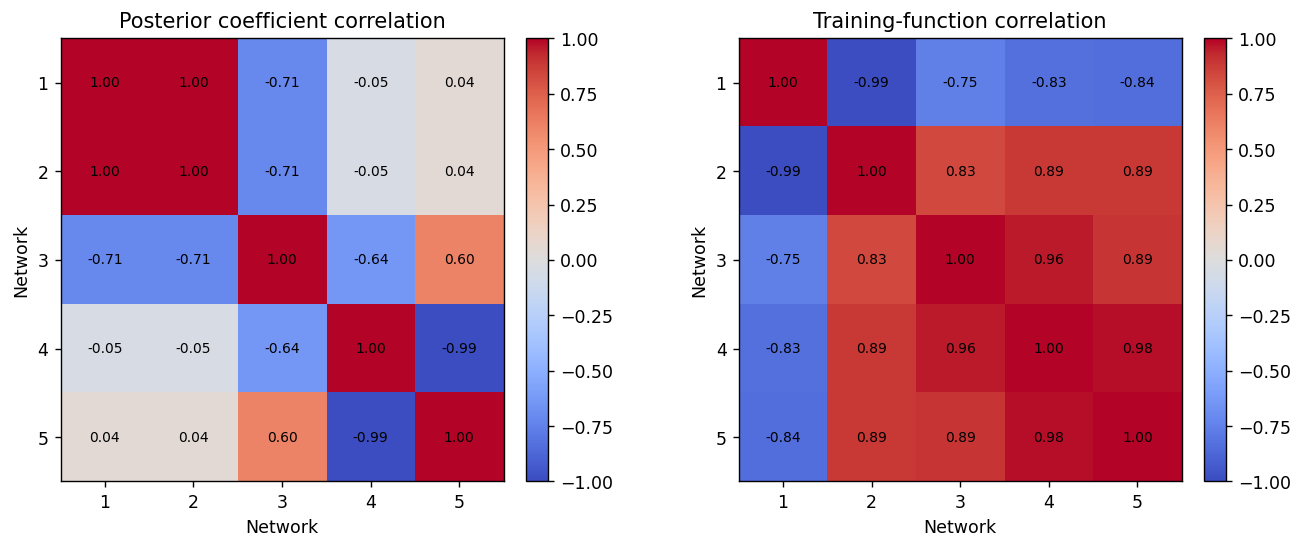 Posterior coefficient correlation
1 1.00 1.00 -0.71 -0.05 0.04
2 1.00 1.00 -0.71 -0.05 0.04
3 -0.71 -0.71 1.00 -0.64 0.60
4 -0.05 -0.05 -0.64 1.00 -0.99
5 0.04 0.04 0.60 -0.99 1.00
1 2 3 4 5
Network
Network
1.00
0.75
0.50
0.25
0.00
−0.25
−0.50
−0.75
−1.00
Training-function correlation
1 1.00 -0.99 -0.75 -0.83 -0.84
2 -0.99 1.00 0.83 0.89 0.89
3 -0.75 0.83 1.00 0.96 0.89
4 -0.83 0.89 0.96 1.00 0.98
5 -0.84 0.89 0.89 0.98 1.00
1 2 3 4 5
Network
Network
1.00
0.75
0.50
0.25
0.00
−0.25
−0.50
−0.75
−1.00